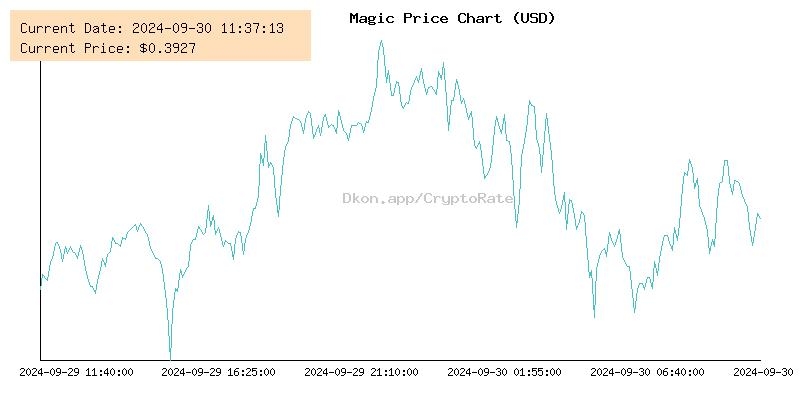 Magic Price Chart (USD)
Current Date: 2024-09-30 11:37:13
Current Price: $0.3927
Dkon.app/CryptoRate
2024-09-29 11:40:00 2024-09-29 16:25:00 2024-09-29 21:10:00 2024-09-30 01:55:00 2024-09-30 06:40:00 2024-09-30